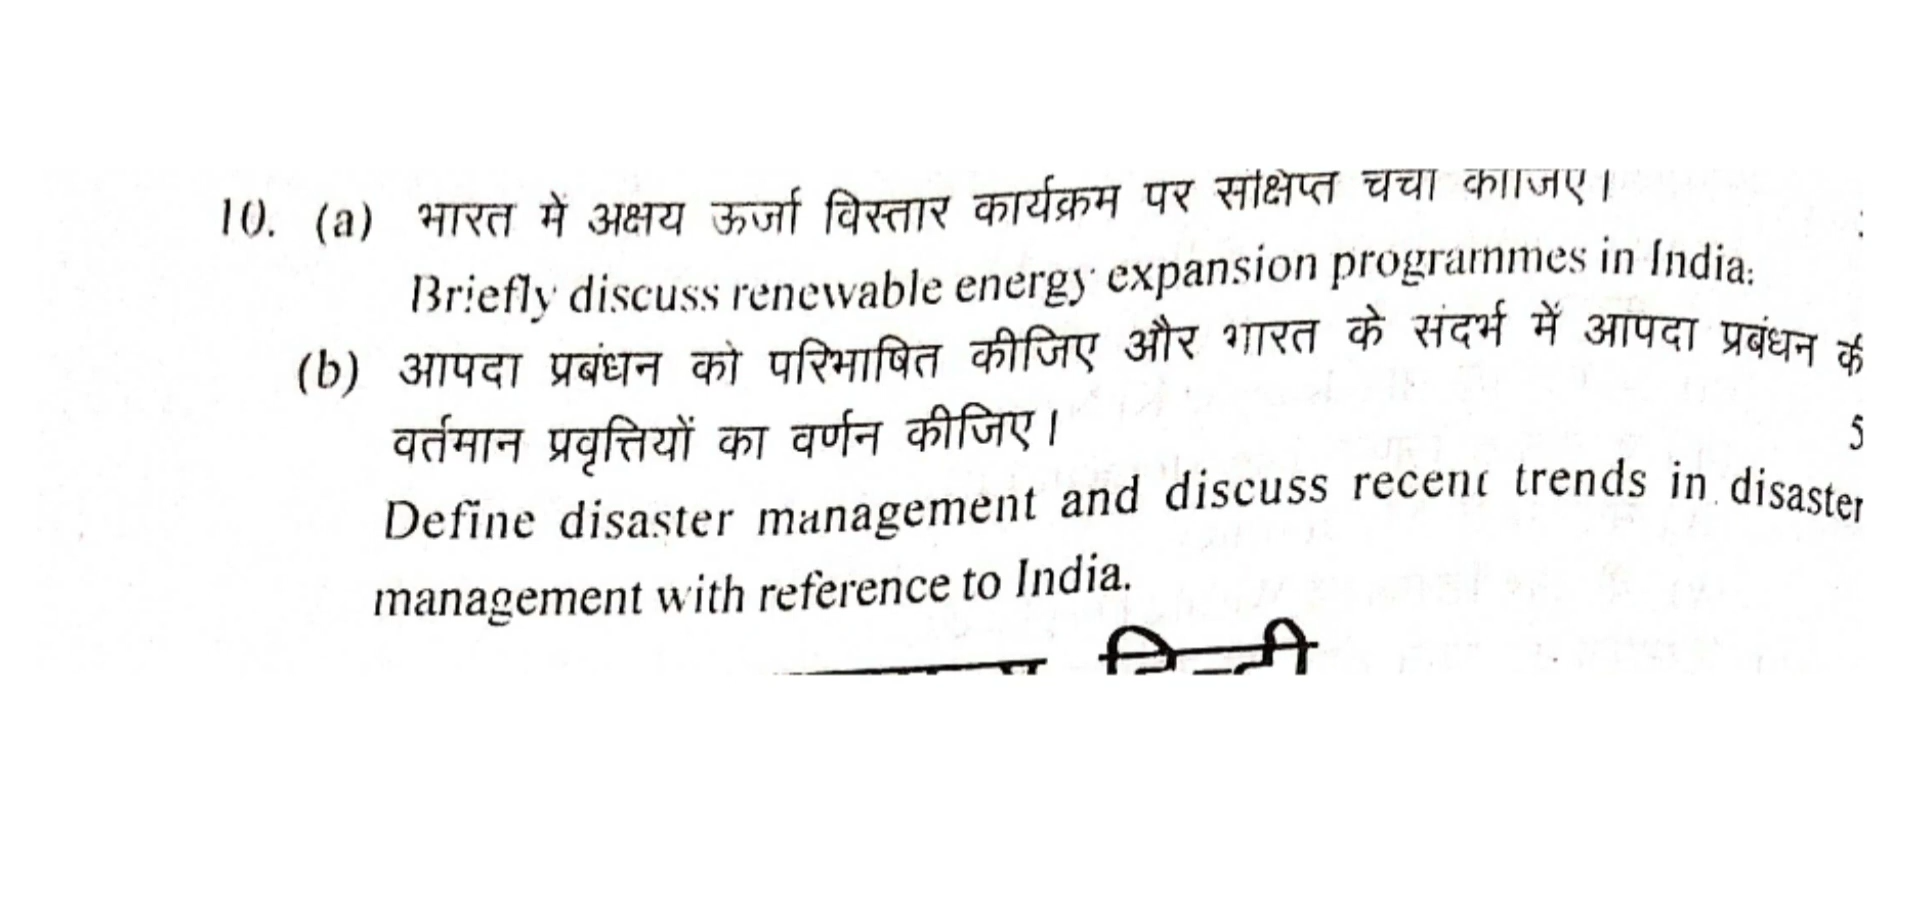 10. (a) भारत में अक्षय ऊर्जा विस्तार कार्यक्रम पर संक्षिप्त चर्चा कीजिए।
Briefly discuss renewable energy expansion programmes in India.
(b) आपदा प्रबंधन को परिभाषित कीजिए और भारत के संदर्भ में आपदा प्रबंधन
वर्तमान प्रवृत्तियों का वर्णन कीजिए। 5
Define disaster management and discuss recent trends in disaster
management with reference to India.